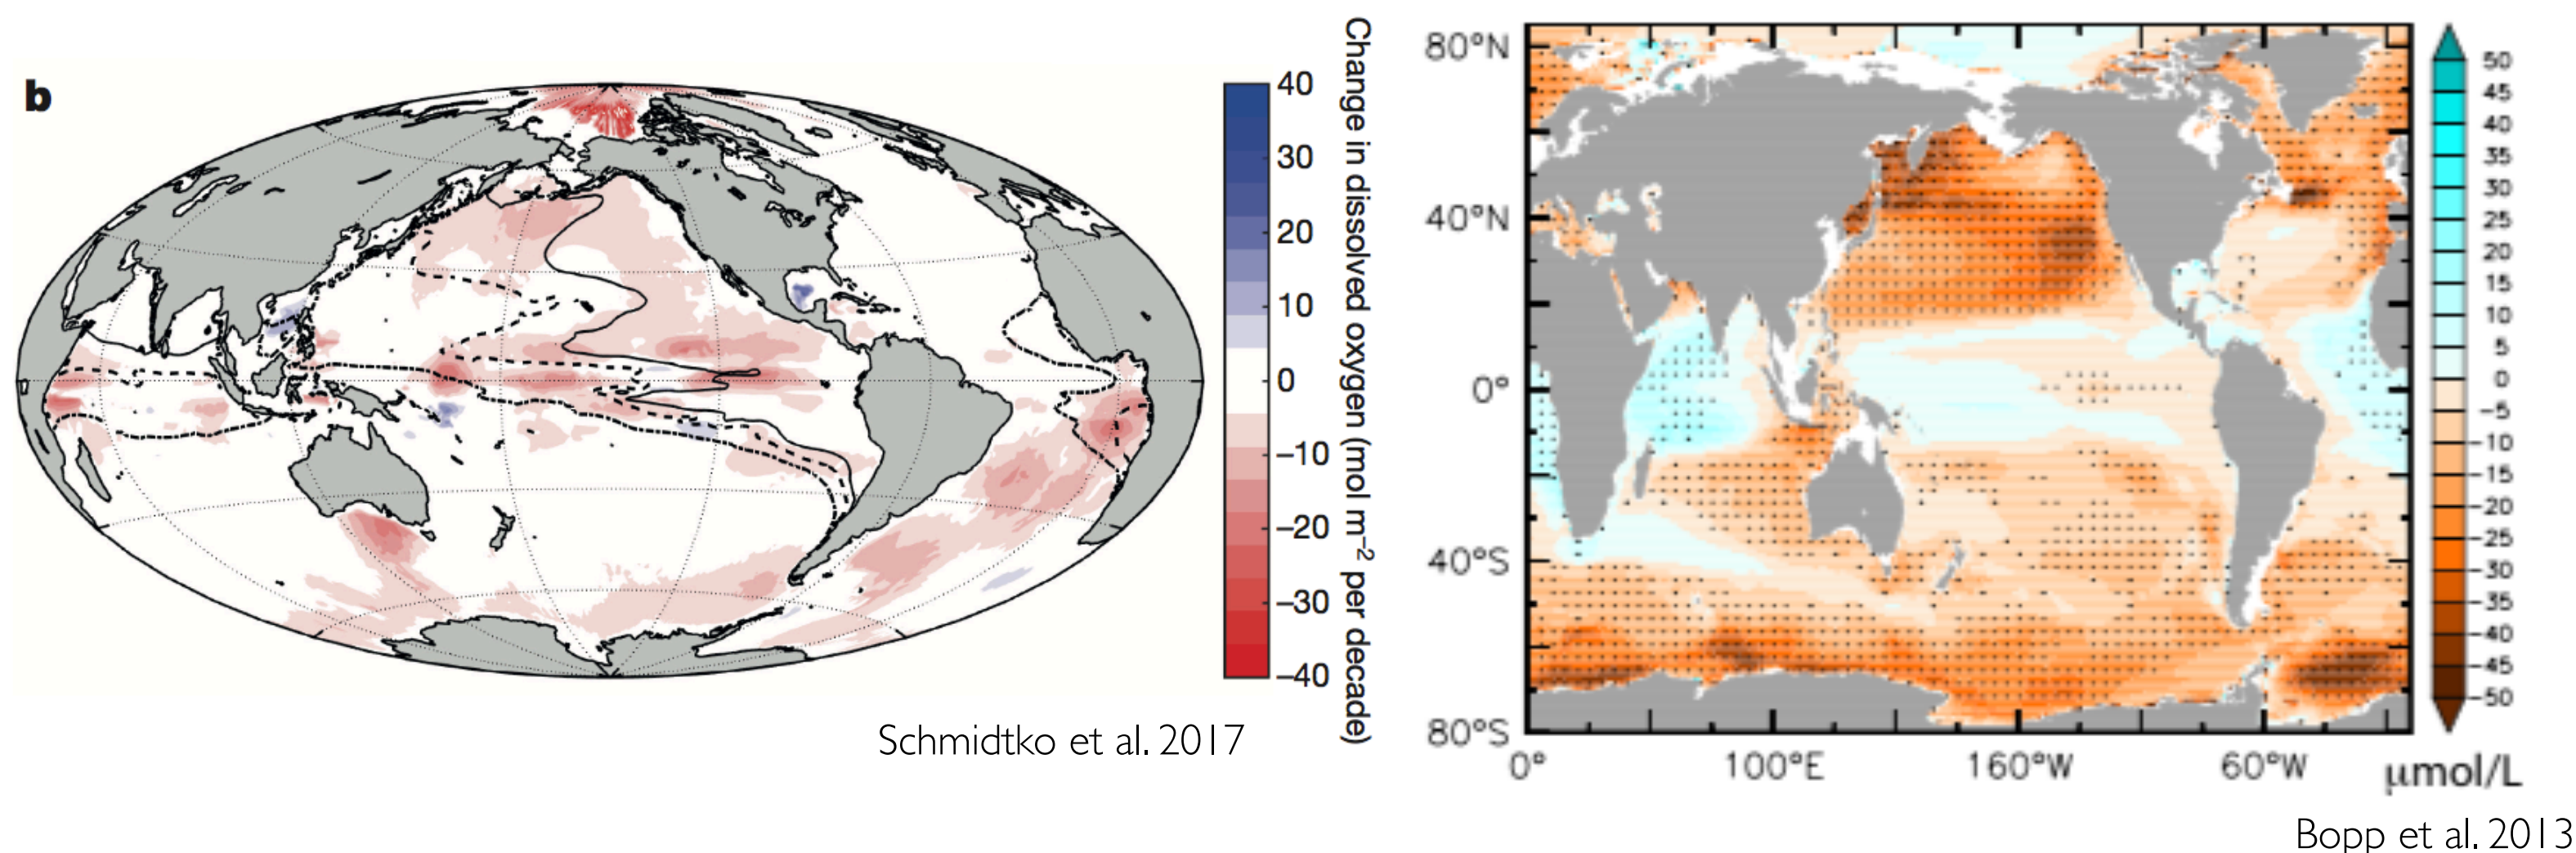 b
40
30
20
10
0
−10
−20
−30
−40
Change in dissolved oxygen (mol m⁻² per decade)
Schmidtko et al. 2017
80°N
40°N
0°
40°S
80°S
0°
100°E
160°W
60°W
50
45
40
35
30
25
20
15
10
5
0
−5
−10
−15
−20
−25
−30
−35
−40
−45
−50
µmol/L
Bopp et al. 2013